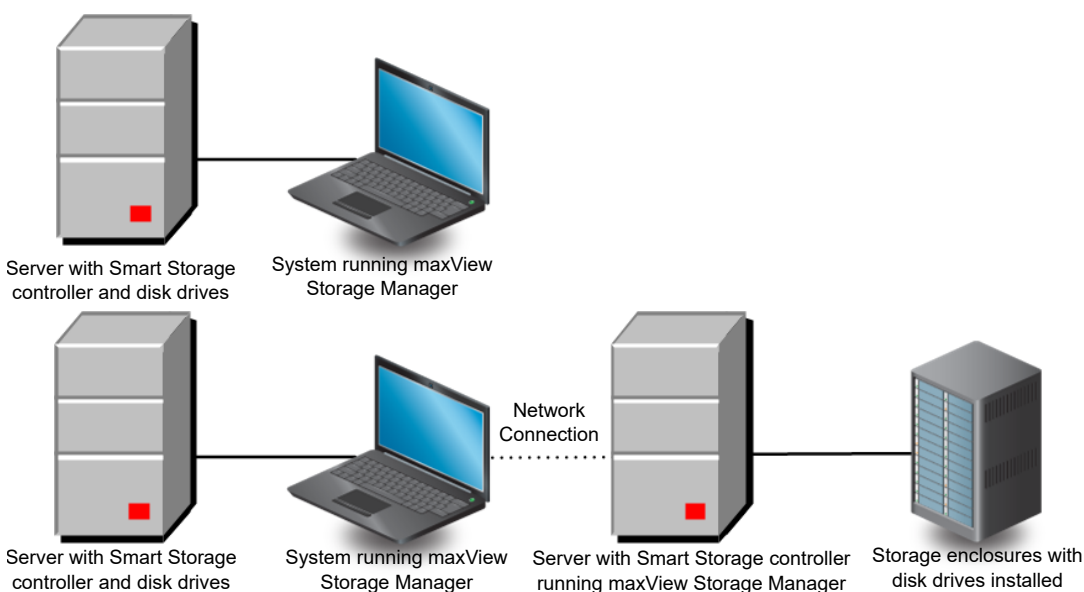 Server with Smart Storage
controller and disk drives
System running maxView
Storage Manager
Network
Connection
Server with Smart Storage
controller and disk drives
System running maxView
Storage Manager
Server with Smart Storage controller
running maxView Storage Manager
Storage enclosures with
disk drives installed